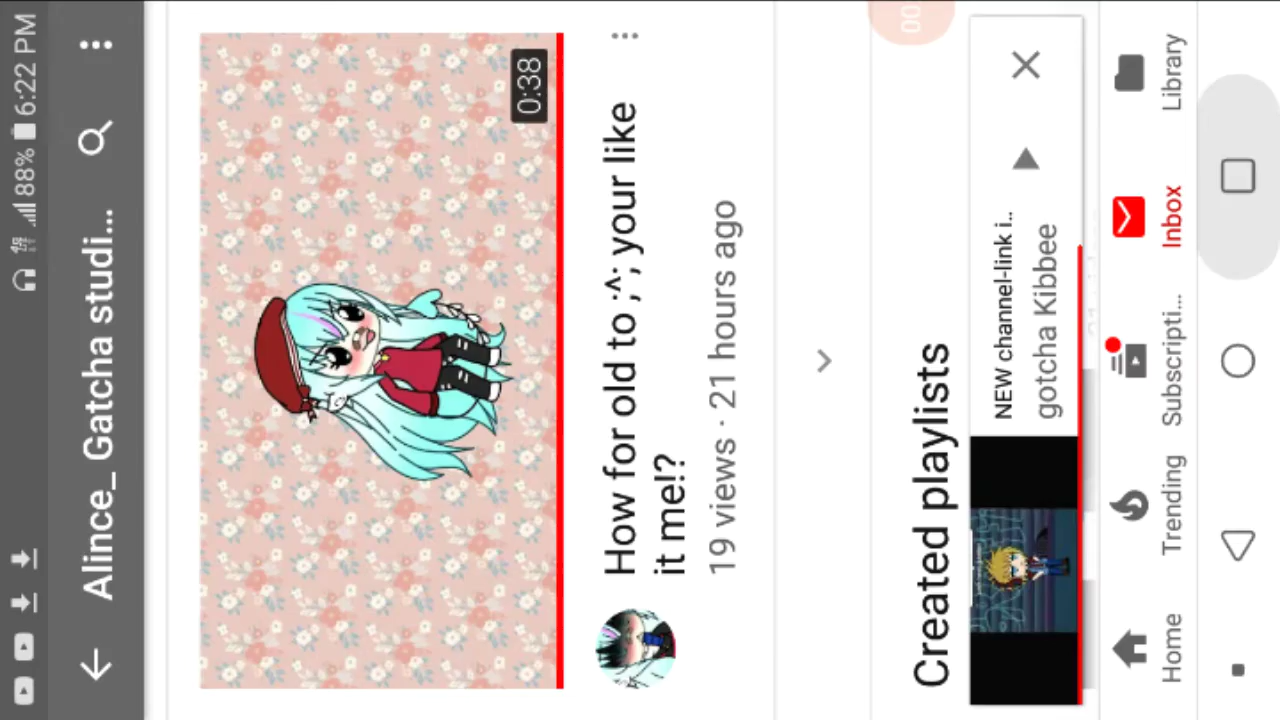 88% 6:22 PM
Alince_ Gatcha studi...
0:38
How for old to ;^; your like
it me!?
19 views · 21 hours ago
00
Created playlists
NEW channel-link i..
gotcha Kibbee
Home
Trending
Subscripti...
Inbox
Library